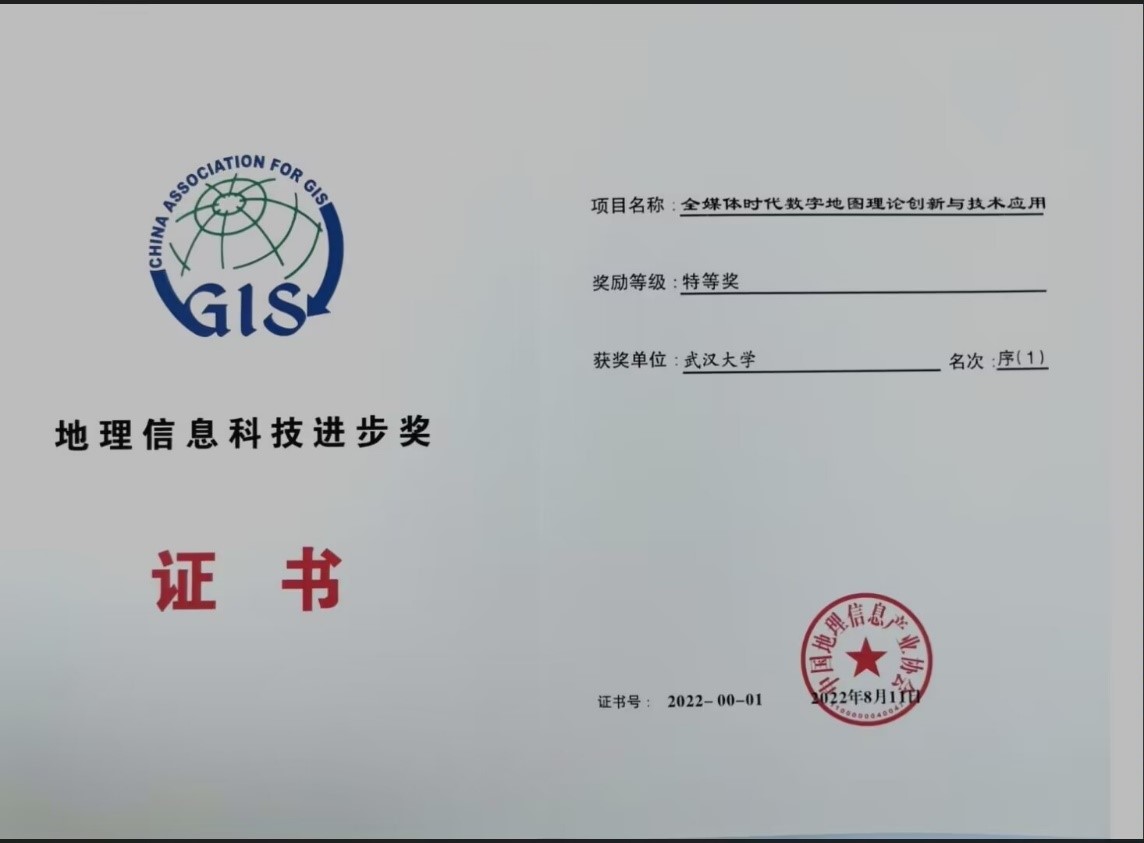 CHINA ASSOCIATION FOR GIS
GIS
地理信息科技进步奖
证 书
项目名称：全媒体时代数字地图理论创新与技术应用
奖励等级：特等奖
获奖单位：武汉大学 名次：序(1)
中国地理信息产业协会
证书号： 2022-00-01 2022年8月11日